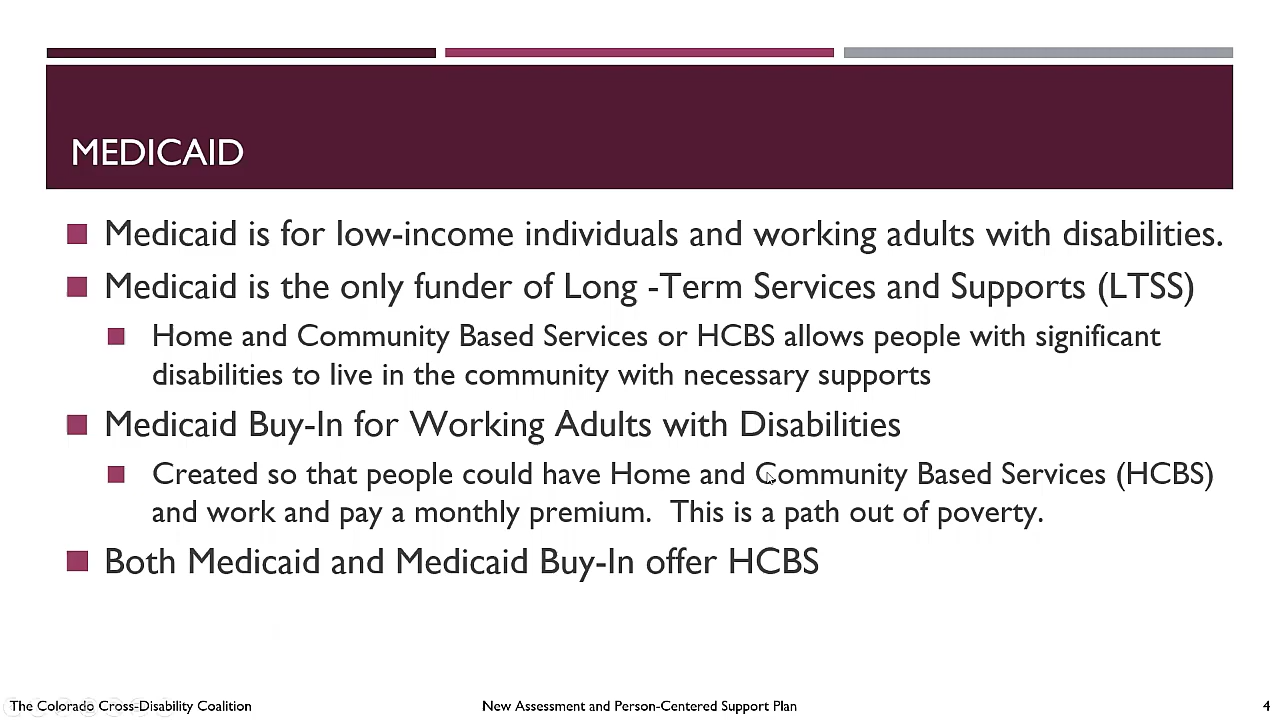 MEDICAID
Medicaid is for low-income individuals and working adults with disabilities.
Medicaid is the only funder of Long -Term Services and Supports (LTSS)
Home and Community Based Services or HCBS allows people with significant
disabilities to live in the community with necessary supports
Medicaid Buy-In for Working Adults with Disabilities
Created so that people could have Home and Community Based Services (HCBS)
and work and pay a monthly premium.  This is a path out of poverty.
Both Medicaid and Medicaid Buy-In offer HCBS
The Colorado Cross-Disability Coalition
New Assessment and Person-Centered Support Plan
4